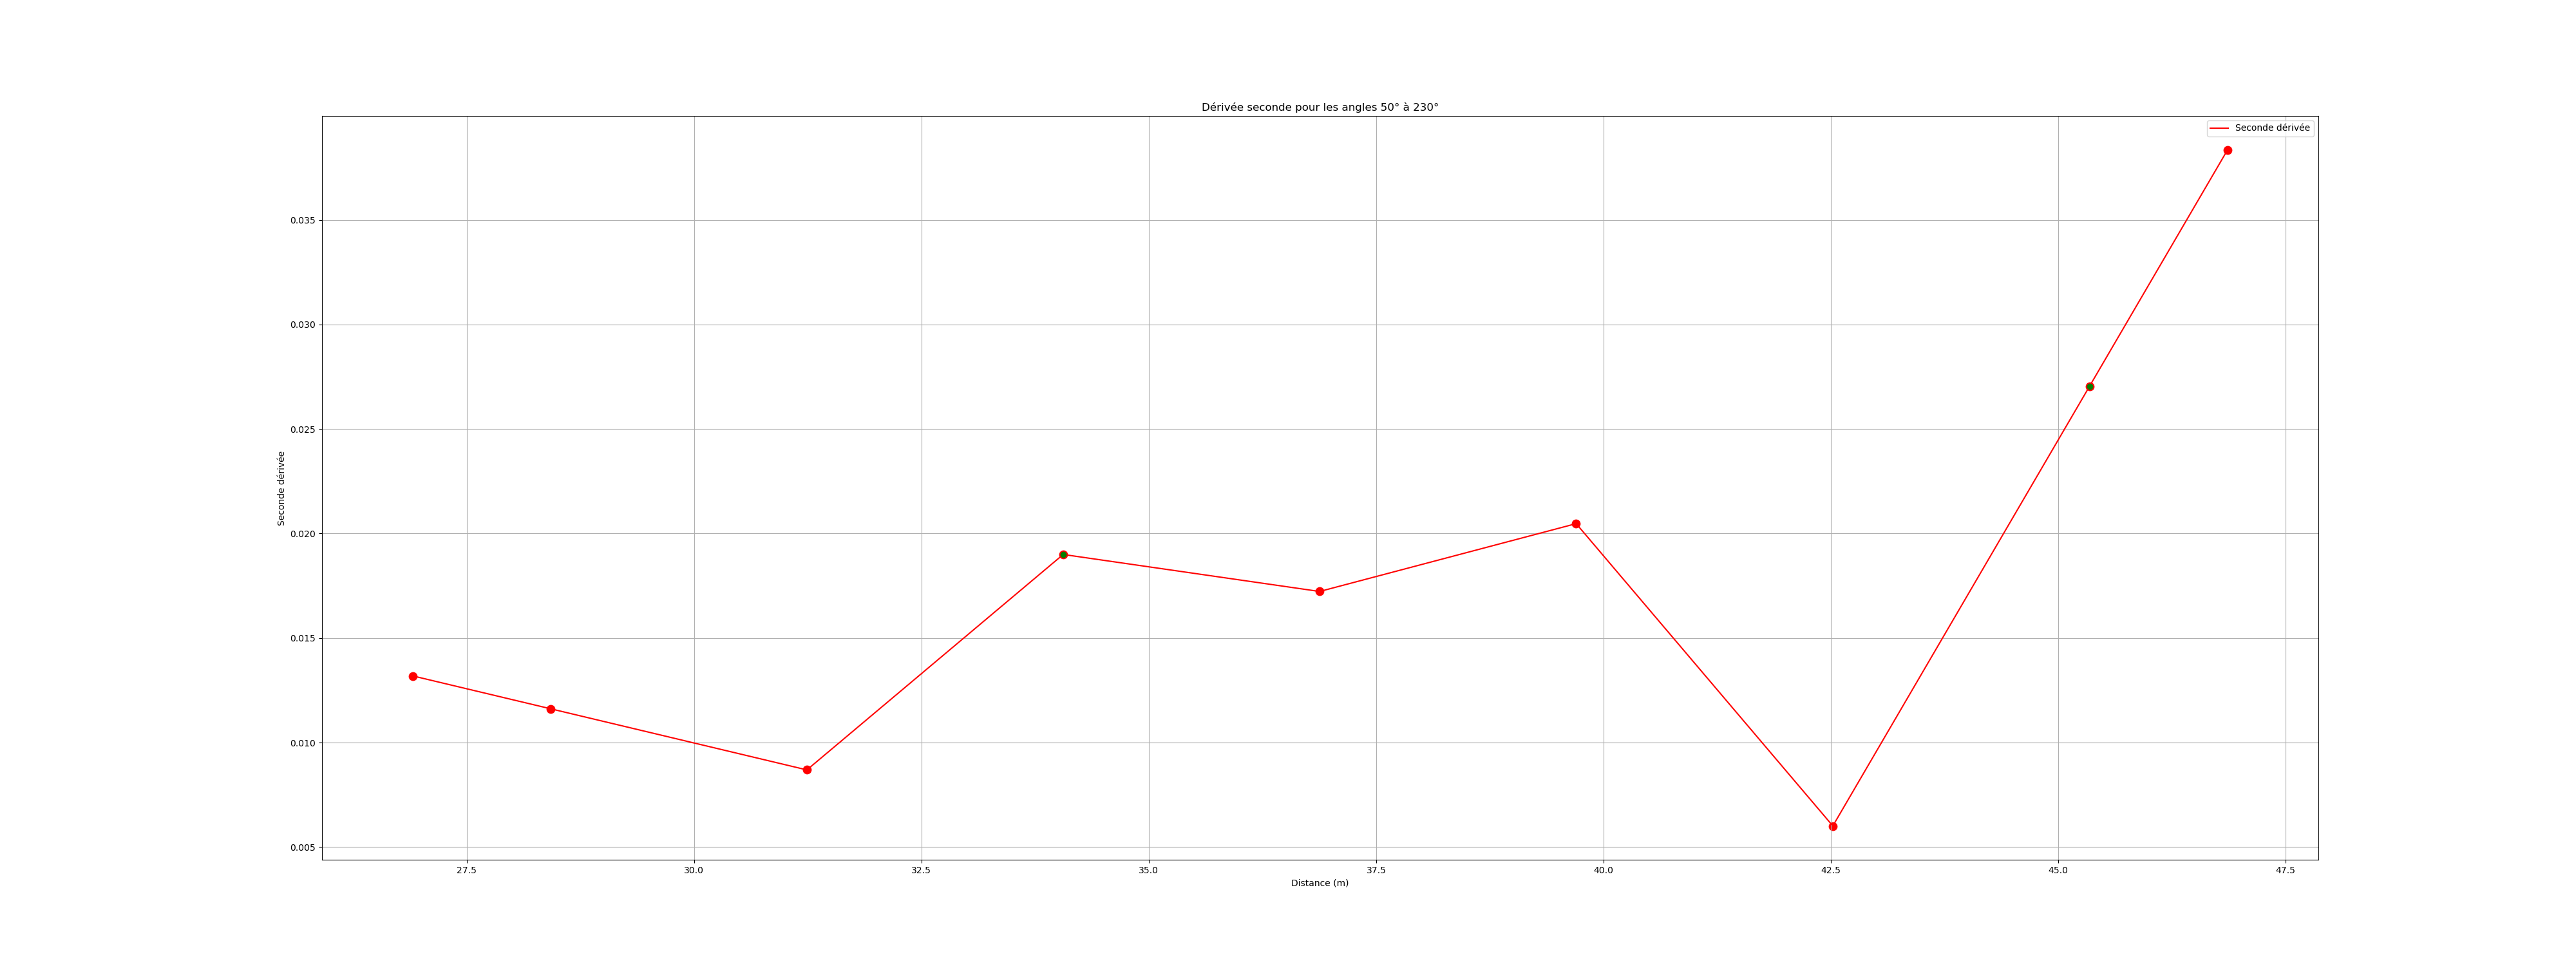 Dérivée seconde pour les angles 50° à 230°
Seconde dérivée
0.035
0.030
0.025
0.020
0.015
0.010
0.005
Seconde dérivée
27.5 30.0 32.5 35.0 37.5 40.0 42.5 45.0 47.5
Distance (m)